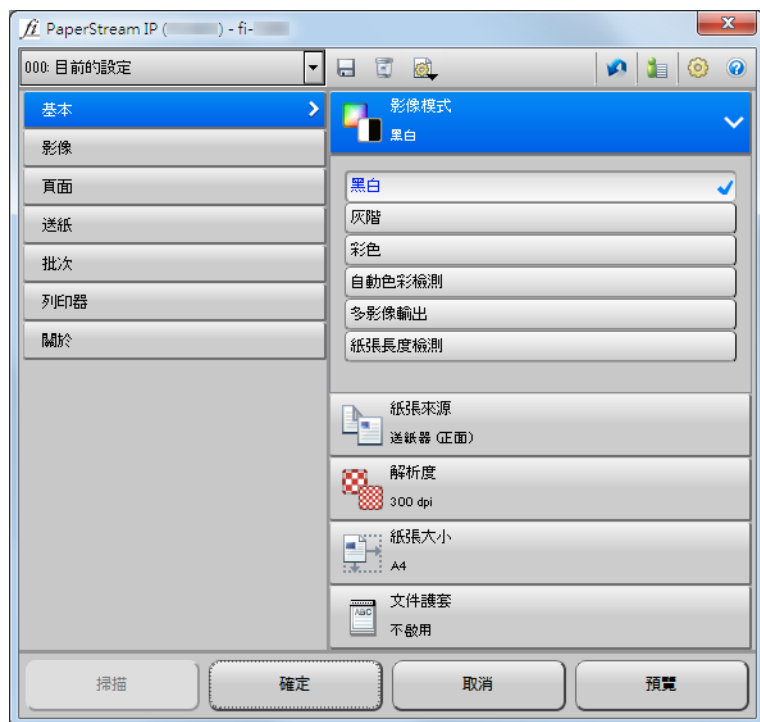 fi PaperStream IP ( ) - fi-
000: 目前的設定
基本
影像
頁面
送紙
批次
列印器
關於
影像模式
黑白
黑白
灰階
彩色
自動色彩檢測
多影像輸出
紙張長度檢測
紙張來源
送紙器 (正面)
解析度
300 dpi
紙張大小
A4
ABC
文件護套
不啟用
掃描
確定
取消
預覽